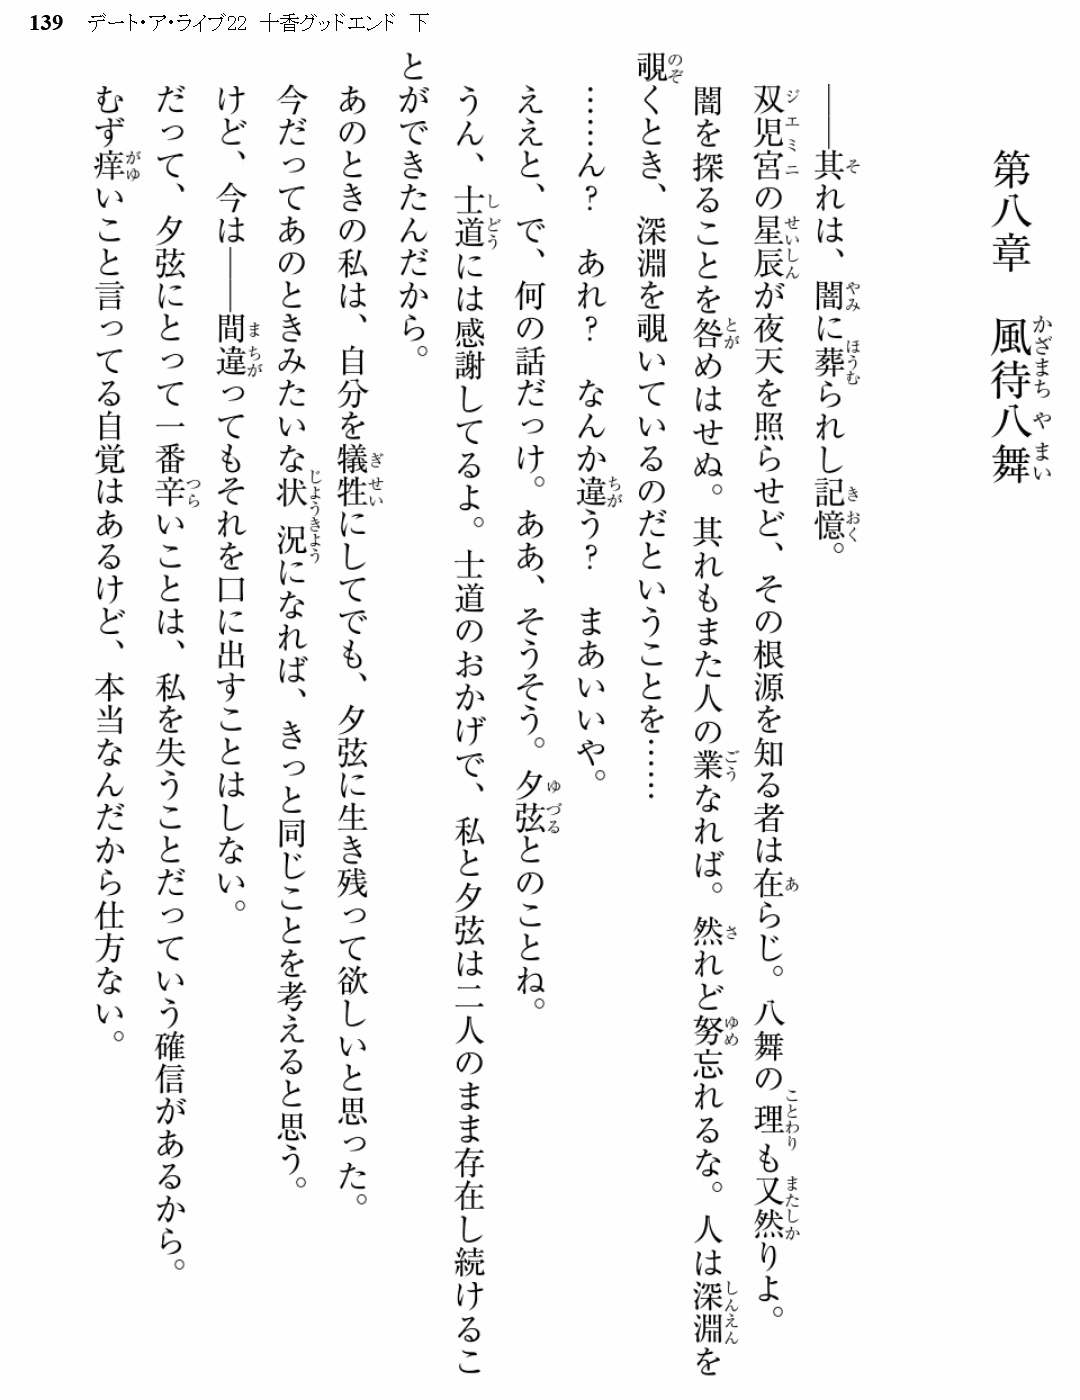 139 デート・ア・ライブ22 十香グッドエンド 下
第八章 風待八舞
――其れは、闇に葬られし記憶。
双児宮の星辰が夜天を照らせど、その根源を知る者は在らじ。八舞の理も又然りよ。
闇を探ることを咎めはせぬ。其れもまた人の業なれば。然れど努忘れるな。人は深淵を
覗くとき、深淵を覗いているのだということを……
……ん? あれ? なんか違う? まあいいや。
ええと、で、何の話だっけ。ああ、そうそう。夕弦とのことね。
うん、士道には感謝してるよ。士道のおかげで、私と夕弦は二人のまま存在し続けるこ
とができたんだから。
あのときの私は、自分を犠牲にしてでも、夕弦に生き残って欲しいと思った。
今だってあのときみたいな状況になれば、きっと同じことを考えると思う。
けど、今は――間違ってもそれを口に出すことはしない。
だって、夕弦にとって一番辛いことは、私を失うことだっていう確信があるから。
むず痒いこと言ってる自覚はあるけど、本当なんだから仕方ない。